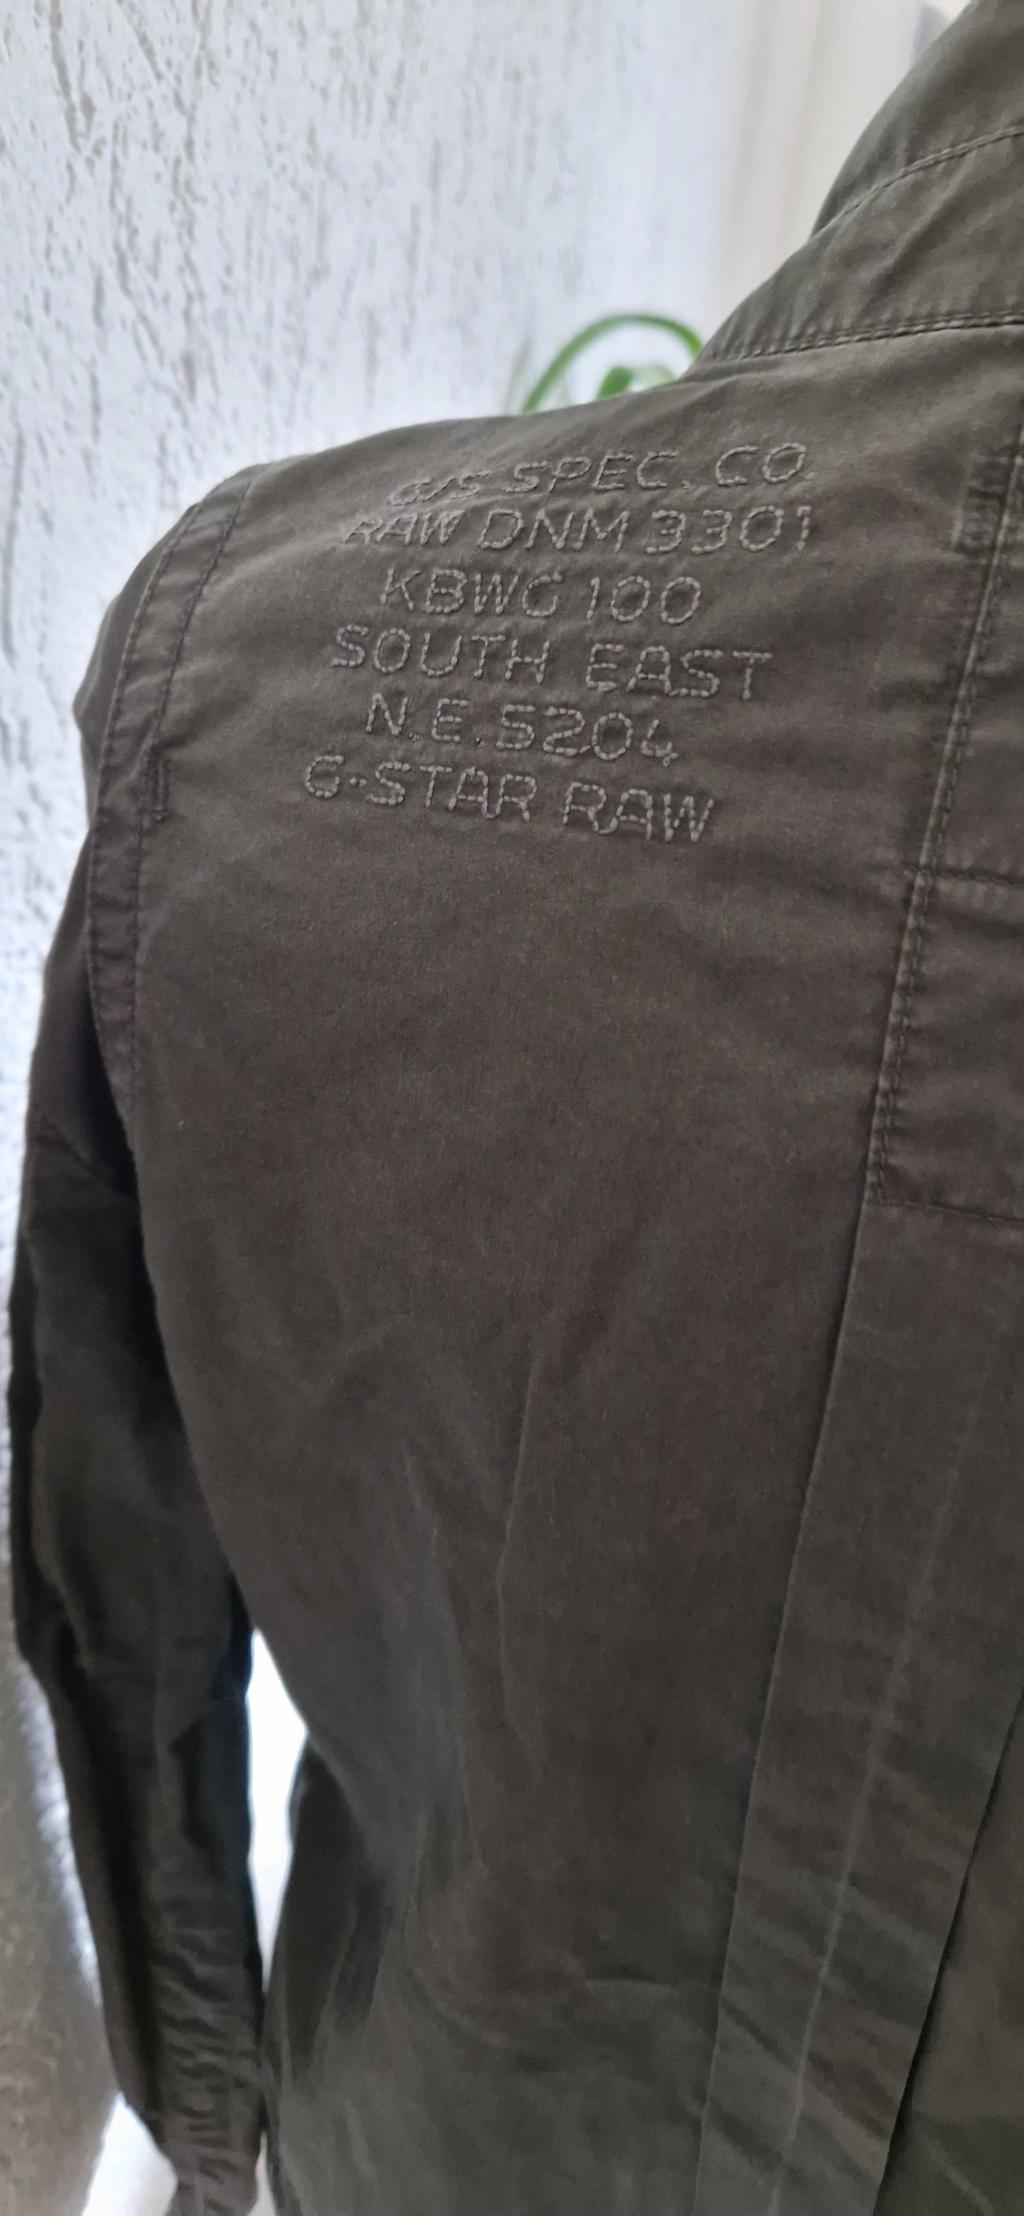 G/S SPEC. CO.
RAW DNM 3301
KBWG 100
SOUTH EAST
N.E.5204
G-STAR RAW